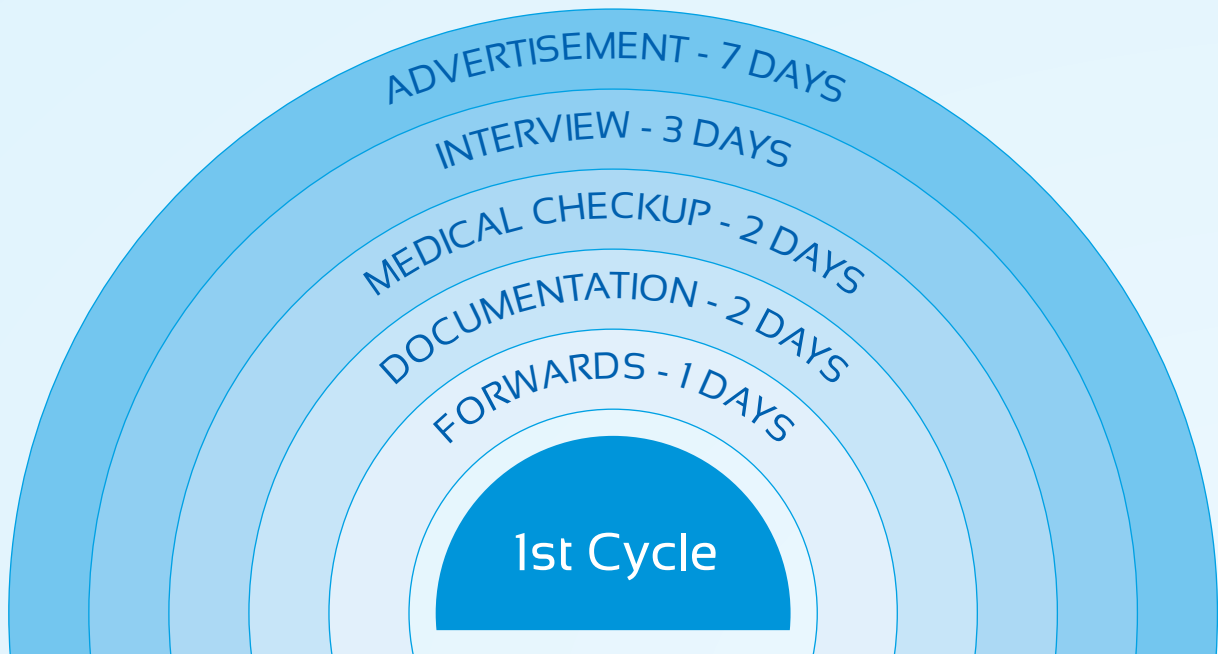 ADVERTISEMENT - 7 DAYS
INTERVIEW - 3 DAYS
MEDICAL CHECKUP - 2 DAYS
DOCUMENTATION - 2 DAYS
FORWARDS - 1 DAYS
1st Cycle